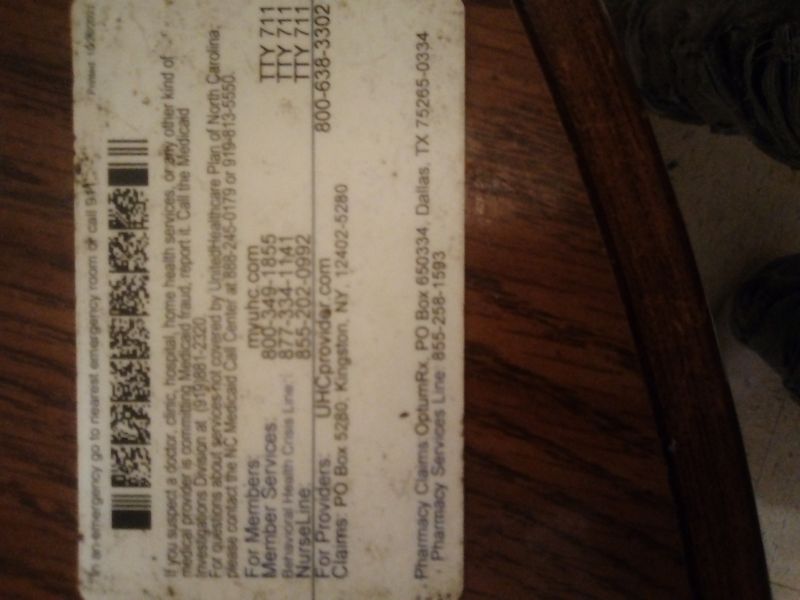 In an emergency go to nearest emergency room or call 911.
Printed:
If you suspect a doctor, clinic, hospital, home health services, or any other kind of
medical provider is committing Medicaid fraud, report it. Call the Medicaid
Investigations Division at (919)881-2320.
For questions about services not covered by UnitedHealthcare Plan of North Carolina,
please contact the NC Medicaid Call Center at 888-245-0179 or 919-813-5550.
For Members: myuhc.com
Member Services: 800-349-1855 TTY 711
Behavioral Health Crisis Line: 877-334-1141 TTY 711
NurseLine: 855-202-0992 TTY 711
For Providers: UHCprovider.com 800-638-3302
Claims: PO Box 5280, Kingston, NY, 12402-5280
Pharmacy Claims OptumRx, PO Box 650334, Dallas, TX 75265-0334
Pharmacy Services Line 855-258-1593